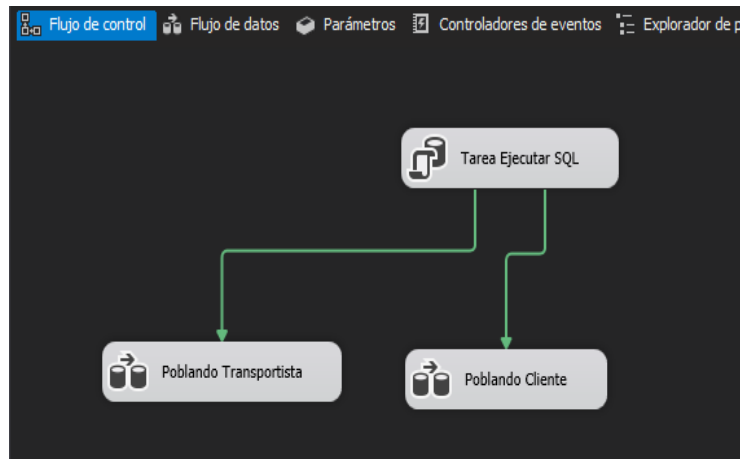 Flujo de control Flujo de datos Parámetros Controladores de eventos Explorador de p
Tarea Ejecutar SQL
Poblando Transportista
Poblando Cliente